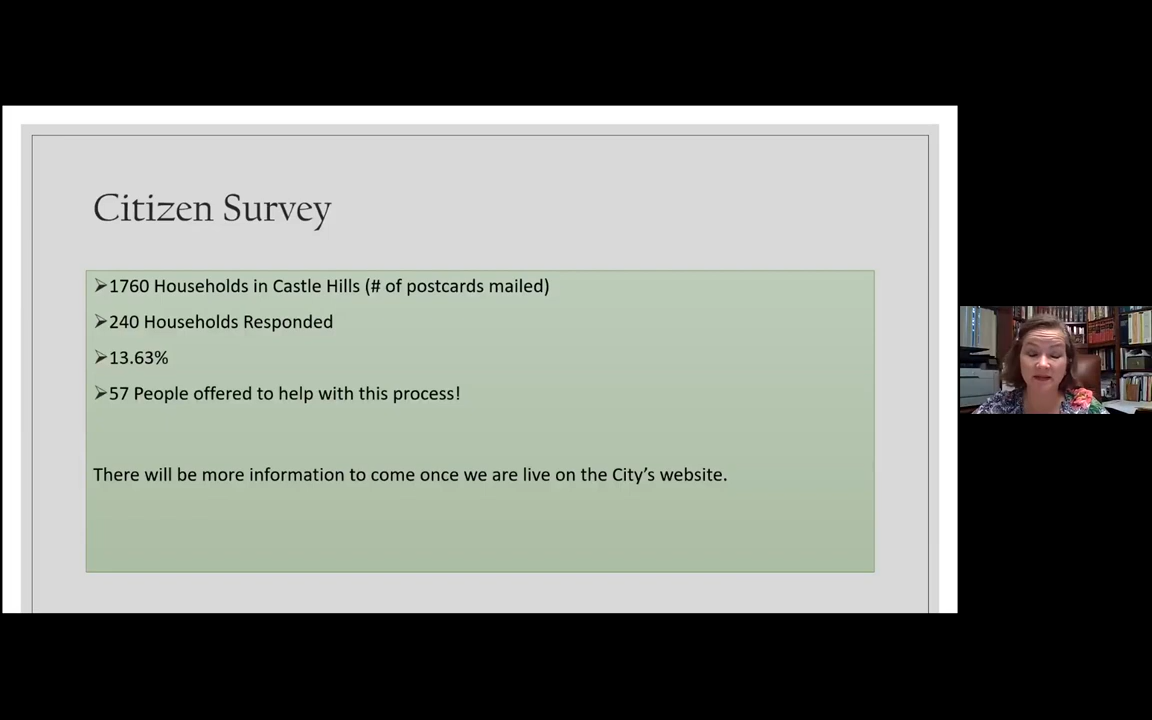 Citizen Survey
➢1760 Households in Castle Hills (# of postcards mailed)
➢240 Households Responded
➢13.63%
➢57 People offered to help with this process!
There will be more information to come once we are live on the City’s website.